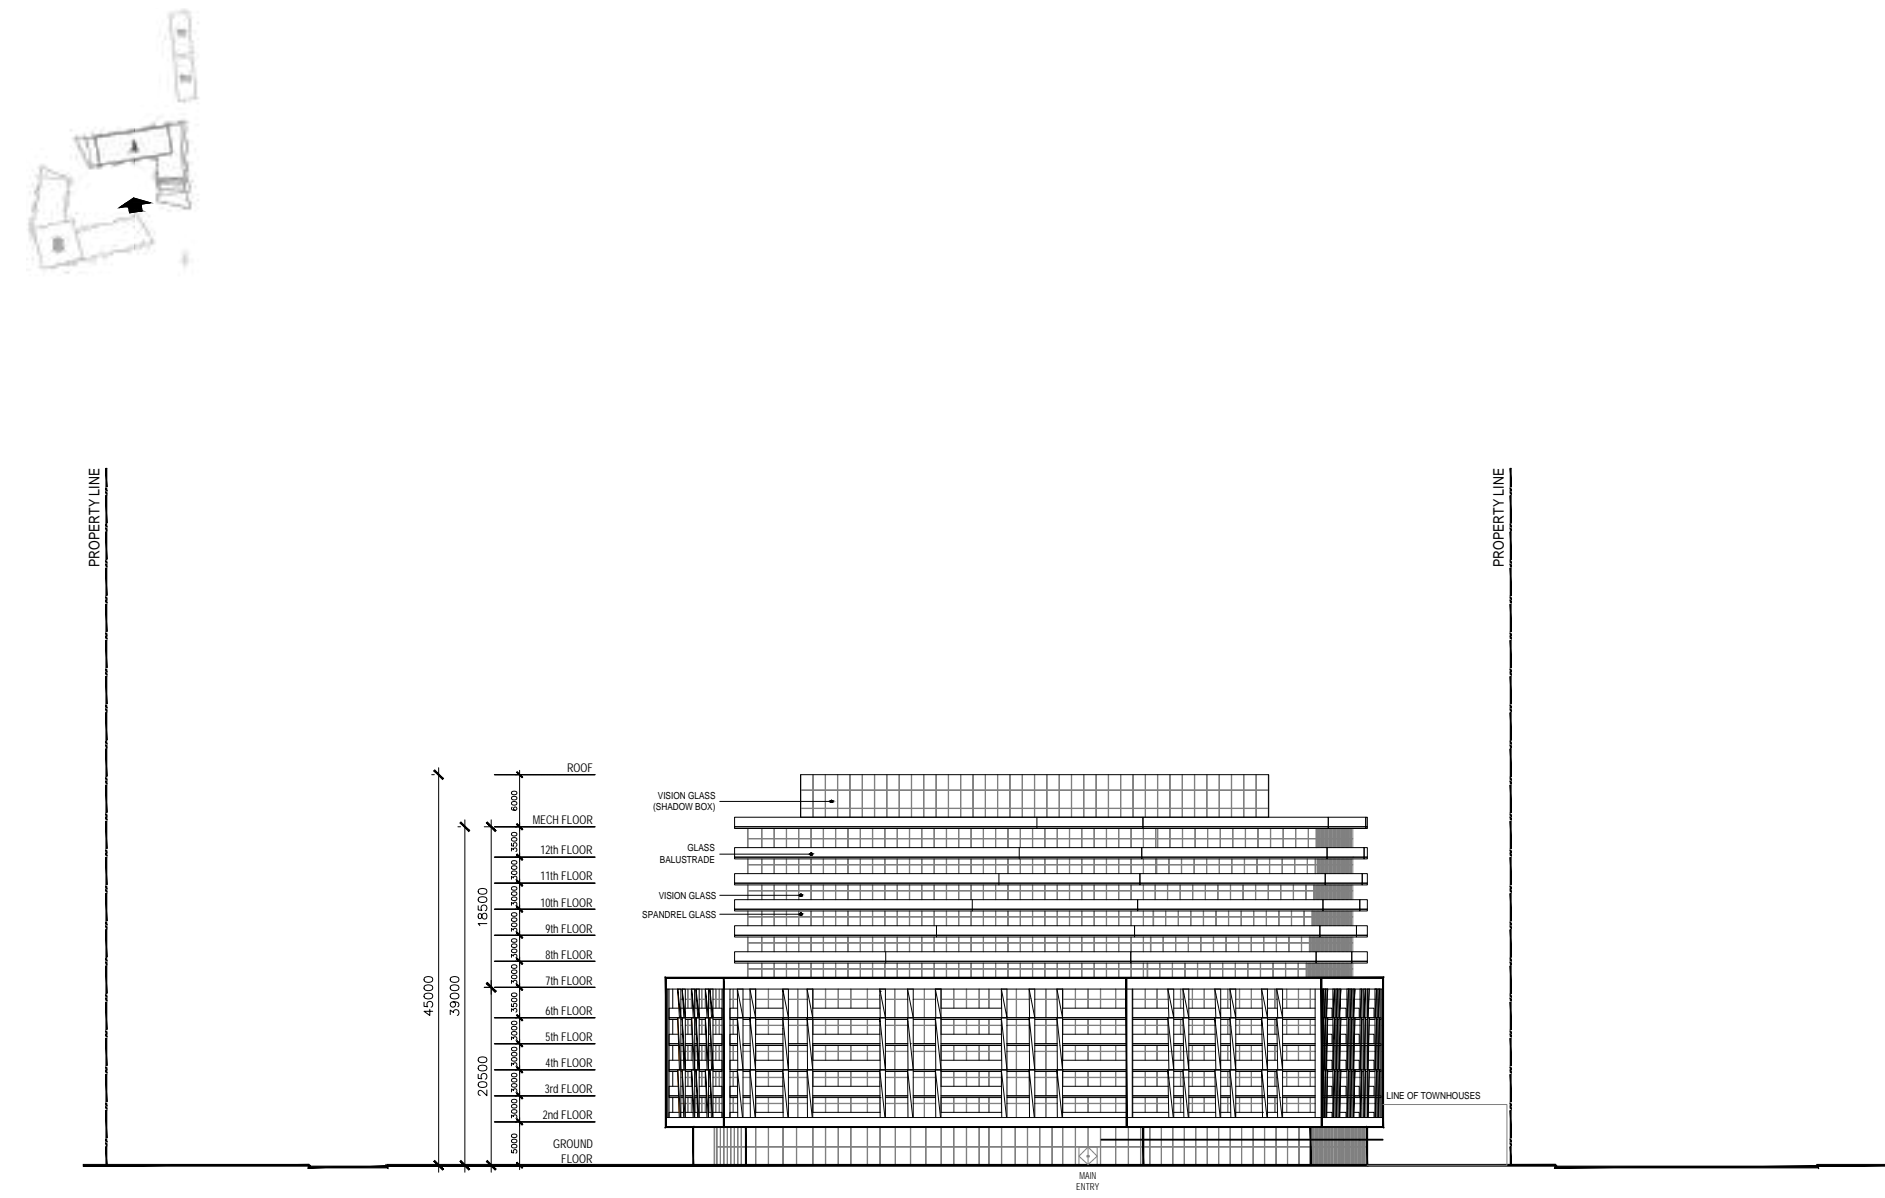 PROPERTY LINE
PROPERTY LINE
ROOF
6000
MECH FLOOR
3500
12th FLOOR
3000
11th FLOOR
3000
10th FLOOR
3000
9th FLOOR
3000
8th FLOOR
3000
7th FLOOR
3500
6th FLOOR
3000
5th FLOOR
3000
4th FLOOR
3000
3rd FLOOR
3000
2nd FLOOR
5000
GROUND
FLOOR
45000
39000
18500
20500
VISION GLASS
(SHADOW BOX)
GLASS
BALUSTRADE
VISION GLASS
SPANDREL GLASS
LINE OF TOWNHOUSES
MAIN
ENTRY